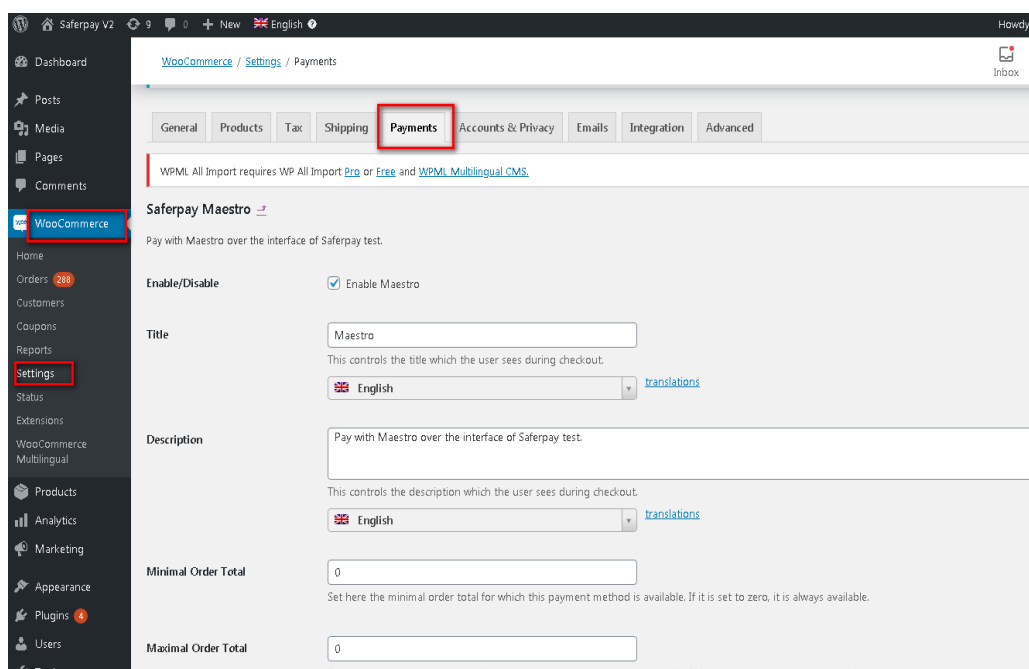 Saferpay V2 9 0 + New English Howdy
Dashboard
Posts
Media
Pages
Comments
WooCommerce
Home
Orders 288
Customers
Coupons
Reports
Settings
Status
Extensions
WooCommerce
Multilingual
Products
Analytics
Marketing
Appearance
Plugins 4
Users
WooCommerce / Settings / Payments
Inbox
General Products Tax Shipping Payments Accounts & Privacy Emails Integration Advanced
WPML All Import requires WP All Import Pro or Free and WPML Multilingual CMS.
Saferpay Maestro
Pay with Maestro over the interface of Saferpay test.
Enable/Disable Enable Maestro
Title Maestro
This controls the title which the user sees during checkout.
English translations
Description Pay with Maestro over the interface of Saferpay test.
This controls the description which the user sees during checkout.
English translations
Minimal Order Total 0
Set here the minimal order total for which this payment method is available. If it is set to zero, it is always available.
Maximal Order Total 0